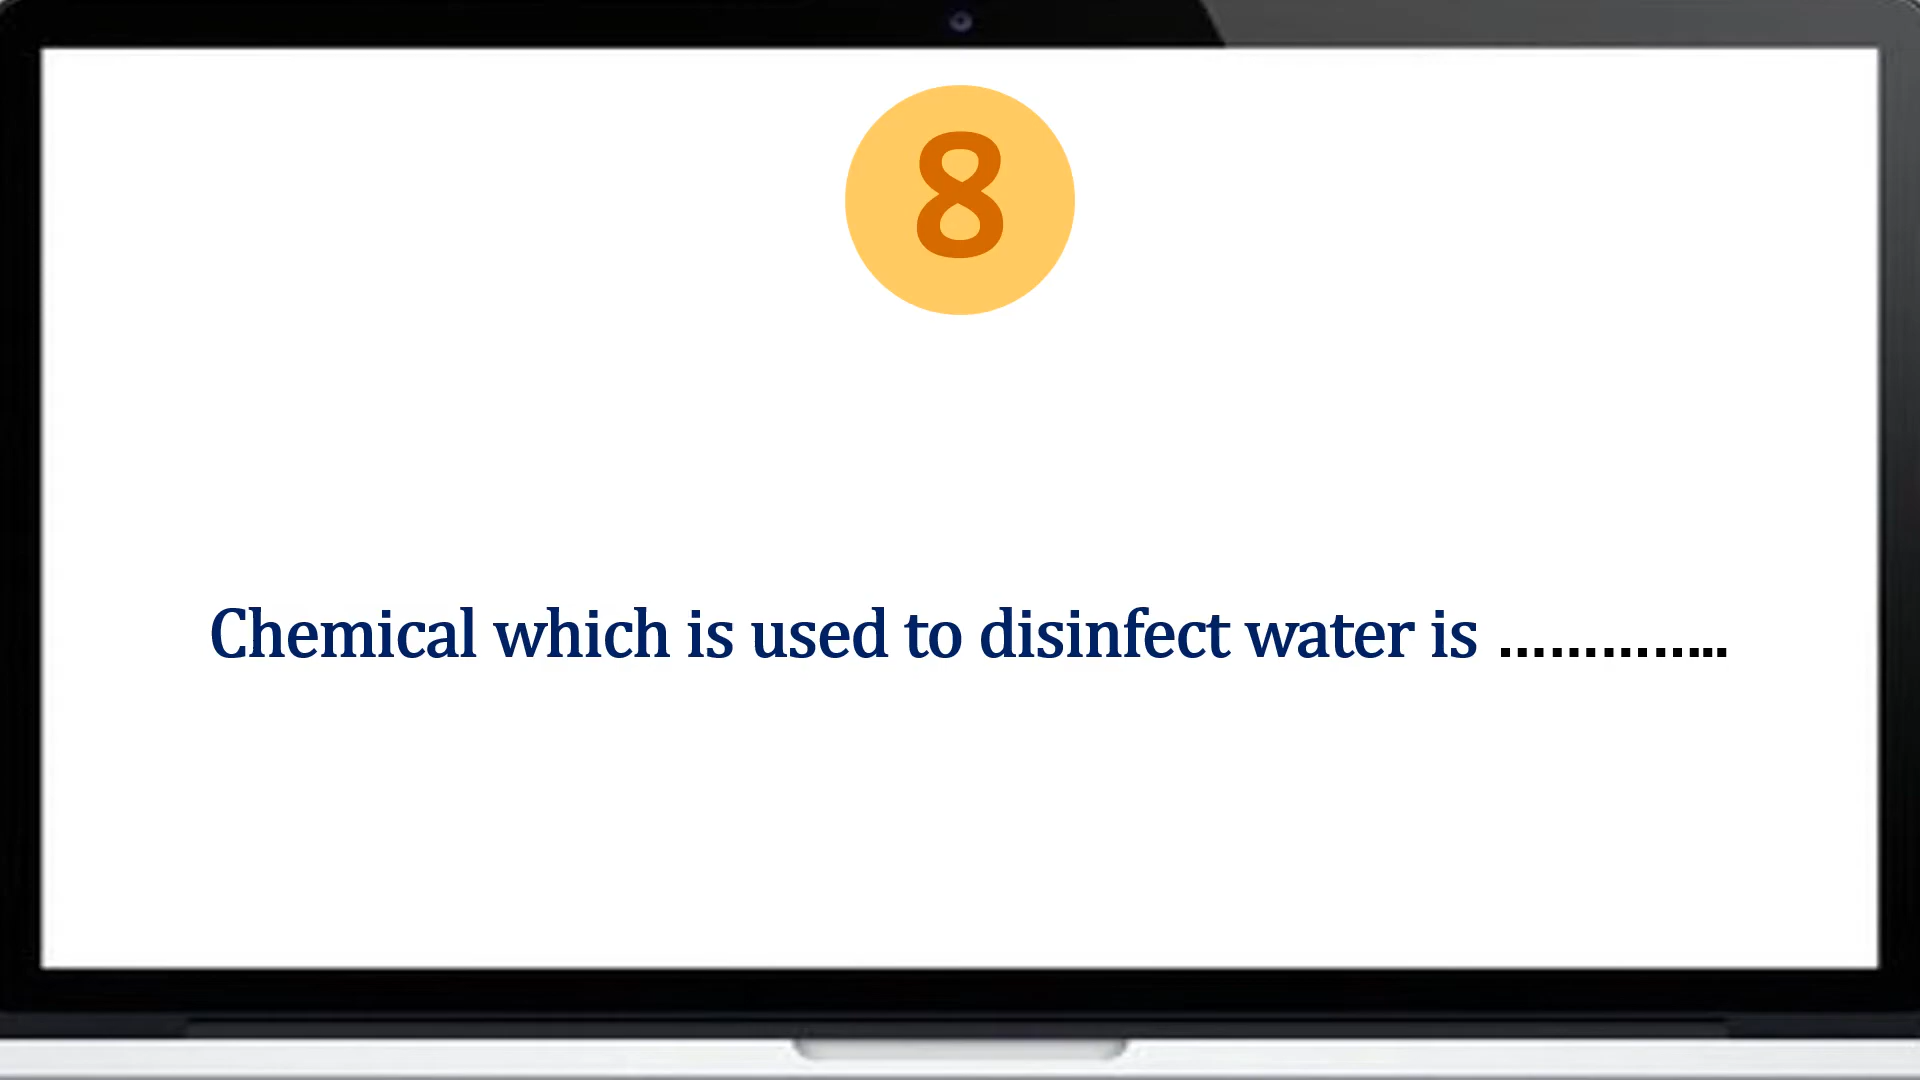 8
Chemical which is used to disinfect water is …………...